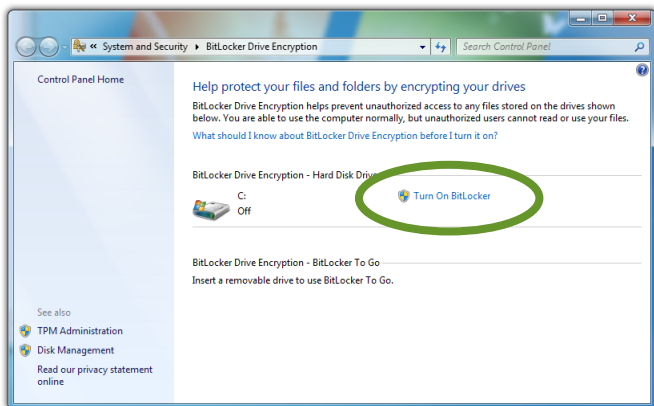 « System and Security ▸ BitLocker Drive Encryption
Search Control Panel
Control Panel Home
Help protect your files and folders by encrypting your drives
BitLocker Drive Encryption helps prevent unauthorized access to any files stored on the drives shown
below. You are able to use the computer normally, but unauthorized users cannot read or use your files.
What should I know about BitLocker Drive Encryption before I turn it on?
BitLocker Drive Encryption - Hard Disk Drive
C:
Off
Turn On BitLocker
BitLocker Drive Encryption - BitLocker To Go
Insert a removable drive to use BitLocker To Go.
See also
TPM Administration
Disk Management
Read our privacy statement
online